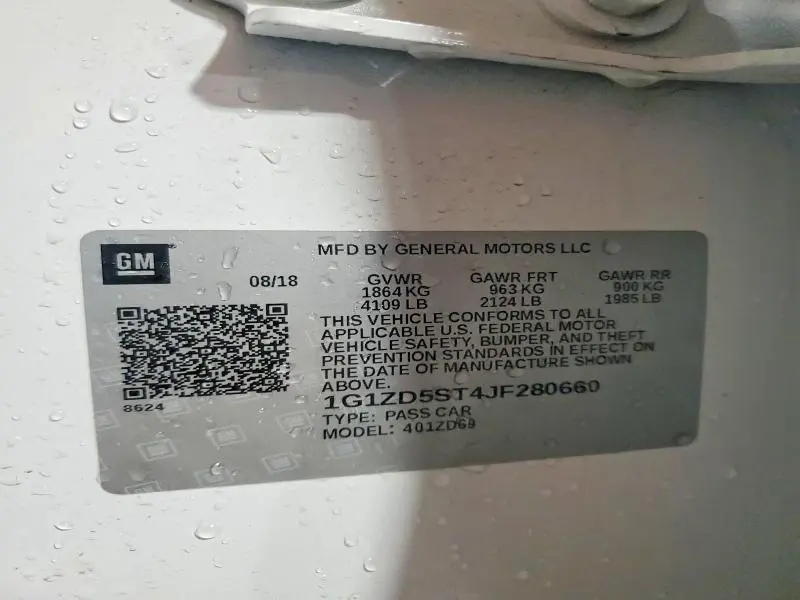 GM
MFD BY GENERAL MOTORS LLC
08/18
GVWR
1864 KG
4109 LB
GAWR FRT
963 KG
2124 LB
GAWR RR
900 KG
1985 LB
THIS VEHICLE CONFORMS TO ALL
APPLICABLE U.S. FEDERAL MOTOR
VEHICLE SAFETY, BUMPER, AND THEFT
PREVENTION STANDARDS IN EFFECT ON
THE DATE OF MANUFACTURE SHOWN
ABOVE.
8624
1G1ZD5ST4JF280660
TYPE: PASS CAR
MODEL: 401ZD69